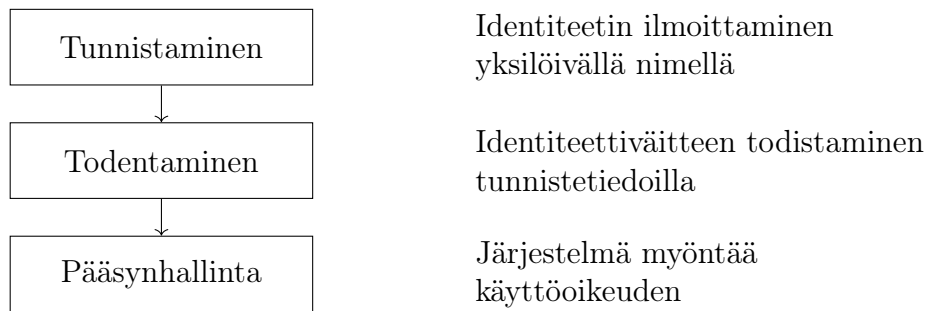 Tunnistaminen
Identiteetin ilmoittaminen
yksilöivällä nimellä
Todentaminen
Identiteettiväitteen todistaminen
tunnistetiedoilla
Pääsynhallinta
Järjestelmä myöntää
käyttöoikeuden